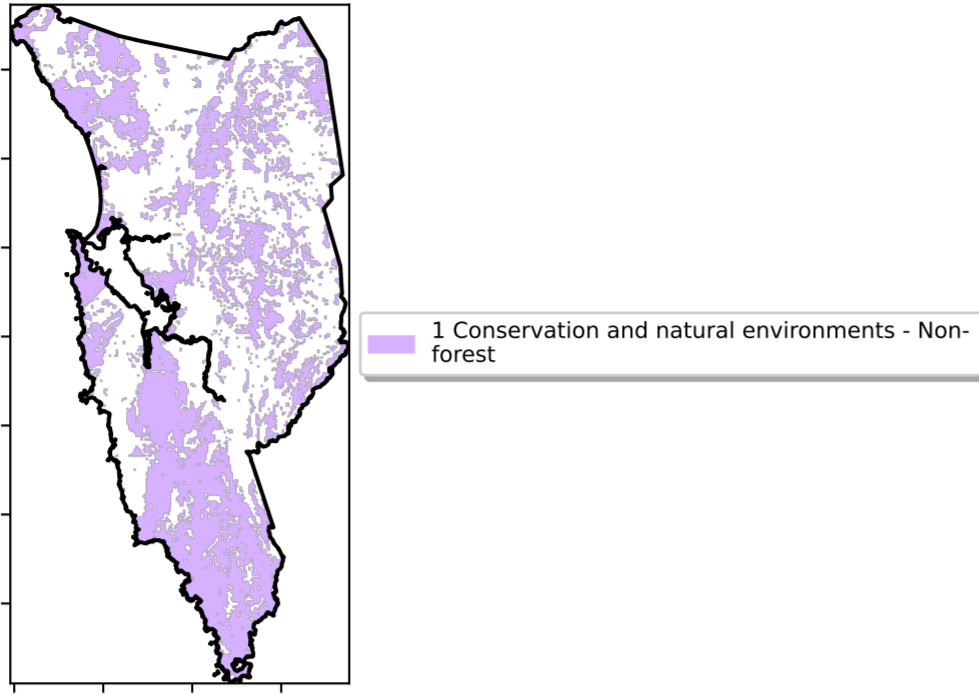 1 Conservation and natural environments - Non-
forest